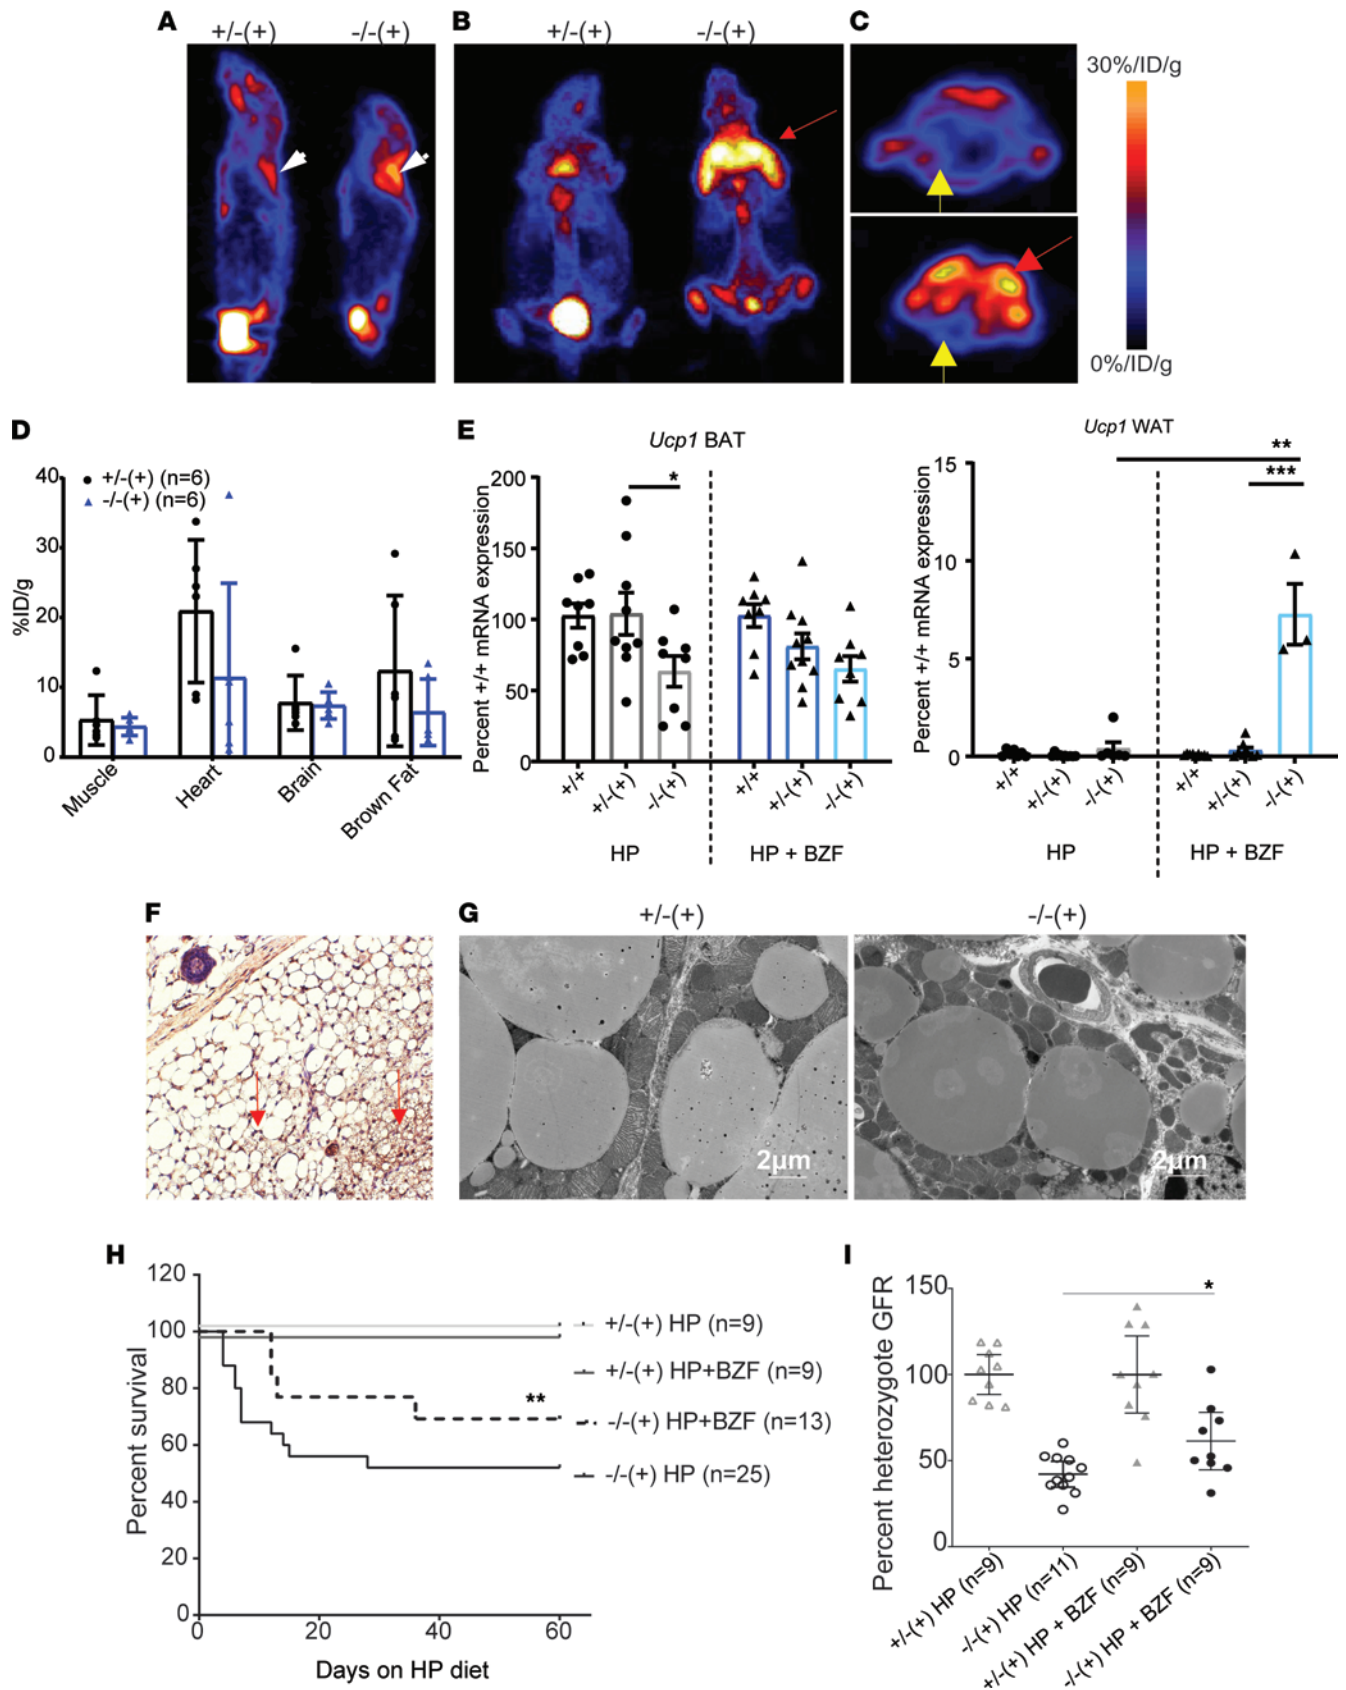 A
B
C
+/-(+)
-/-(+)
+/-(+)
-/-(+)
30%/ID/g
0%/ID/g
D
+/-(+) (n=6)
-/-(+) (n=6)
%ID/g
40
30
20
10
0
Muscle
Heart
Brain
Brown Fat
E
Ucp1 BAT
Percent +/+ mRNA expression
200
150
100
50
0
*
+/+
+/-(+)
-/-(+)
+/+
+/-(+)
-/-(+)
HP
HP + BZF
Ucp1 WAT
Percent +/+ mRNA expression
15
10
5
0
**
***
+/+
+/-(+)
-/-(+)
+/+
+/-(+)
-/-(+)
HP
HP + BZF
F
G
+/-(+)
-/-(+)
2µm
2µm
H
Percent survival
120
100
80
60
40
20
0
0
20
40
60
Days on HP diet
**
+/-(+) HP (n=9)
+/-(+) HP+BZF (n=9)
-/-(+) HP+BZF (n=13)
-/-(+) HP (n=25)
I
Percent heterozygote GFR
150
100
50
0
*
+/-(+) HP (n=9)
-/-(+) HP (n=11)
+/-(+) HP + BZF (n=9)
-/-(+) HP + BZF (n=9)